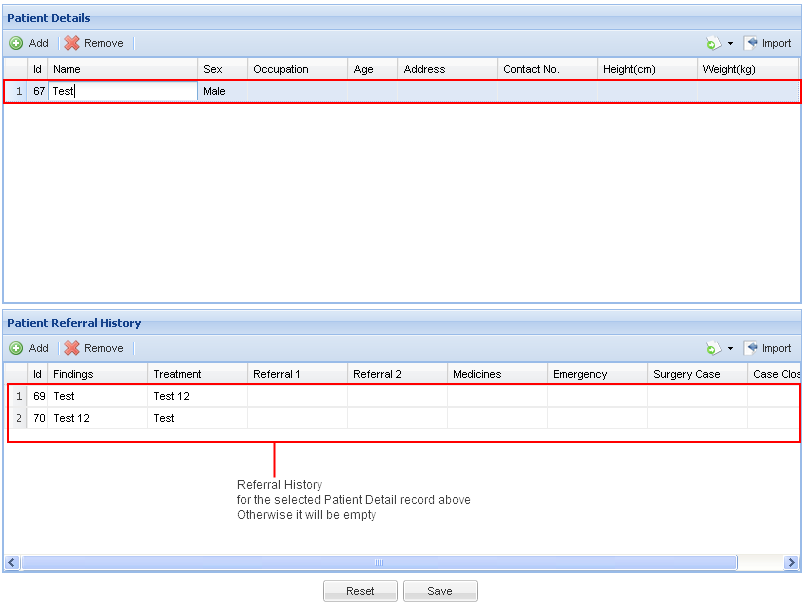 Patient Details
Add Remove Import
Id Name Sex Occupation Age Address Contact No. Height(cm) Weight(kg)
1 67 Test Male
Patient Referral History
Add Remove Import
Id Findings Treatment Referral 1 Referral 2 Medicines Emergency Surgery Case Case Clos
1 69 Test Test 12
2 70 Test 12 Test
Referral History
for the selected Patient Detail record above
Otherwise it will be empty
Reset Save